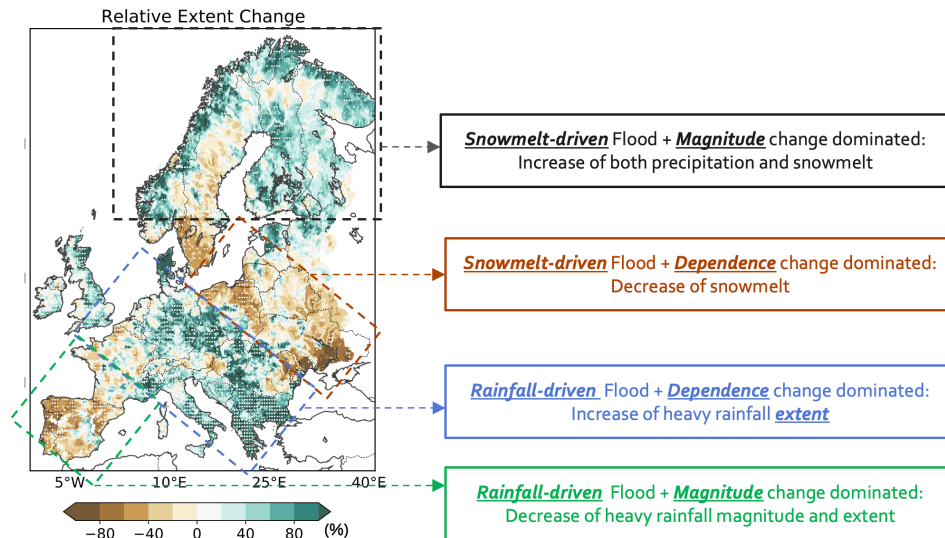 Relative Extent Change
Snowmelt-driven Flood + Magnitude change dominated:
Increase of both precipitation and snowmelt
Snowmelt-driven Flood + Dependence change dominated:
Decrease of snowmelt
Rainfall-driven Flood + Dependence change dominated:
Increase of heavy rainfall extent
Rainfall-driven Flood + Magnitude change dominated:
Decrease of heavy rainfall magnitude and extent
5°W 10°E 25°E 40°E
−80 −40 0 40 80 (%)